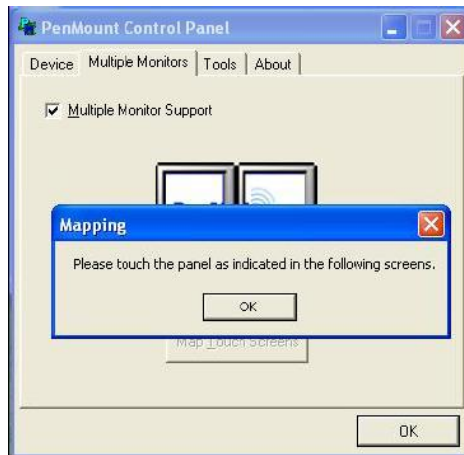 PenMount Control Panel
Device Multiple Monitors Tools About
Multiple Monitor Support
Mapping
Please touch the panel as indicated in the following screens.
OK
Map Touch Screens
OK